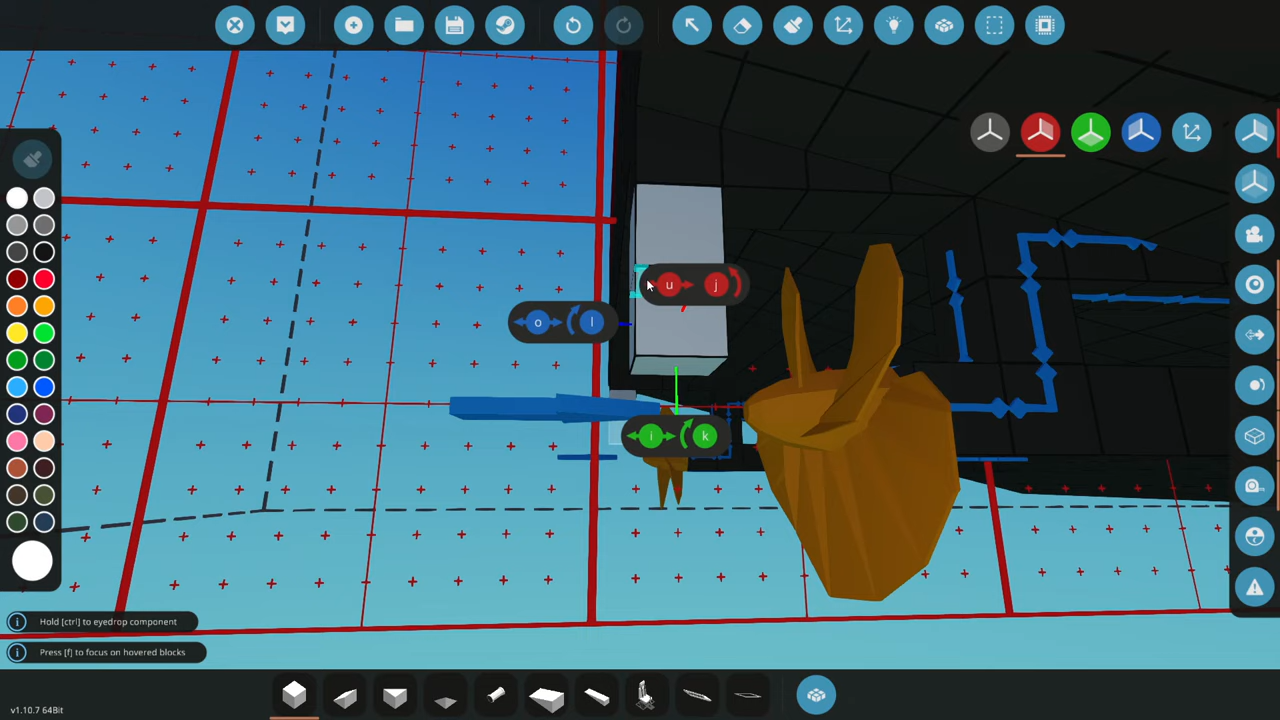 u j
o l
i k
Hold [ctrl] to eyedrop component
Press [f] to focus on hovered blocks
v1.10.7 64Bit